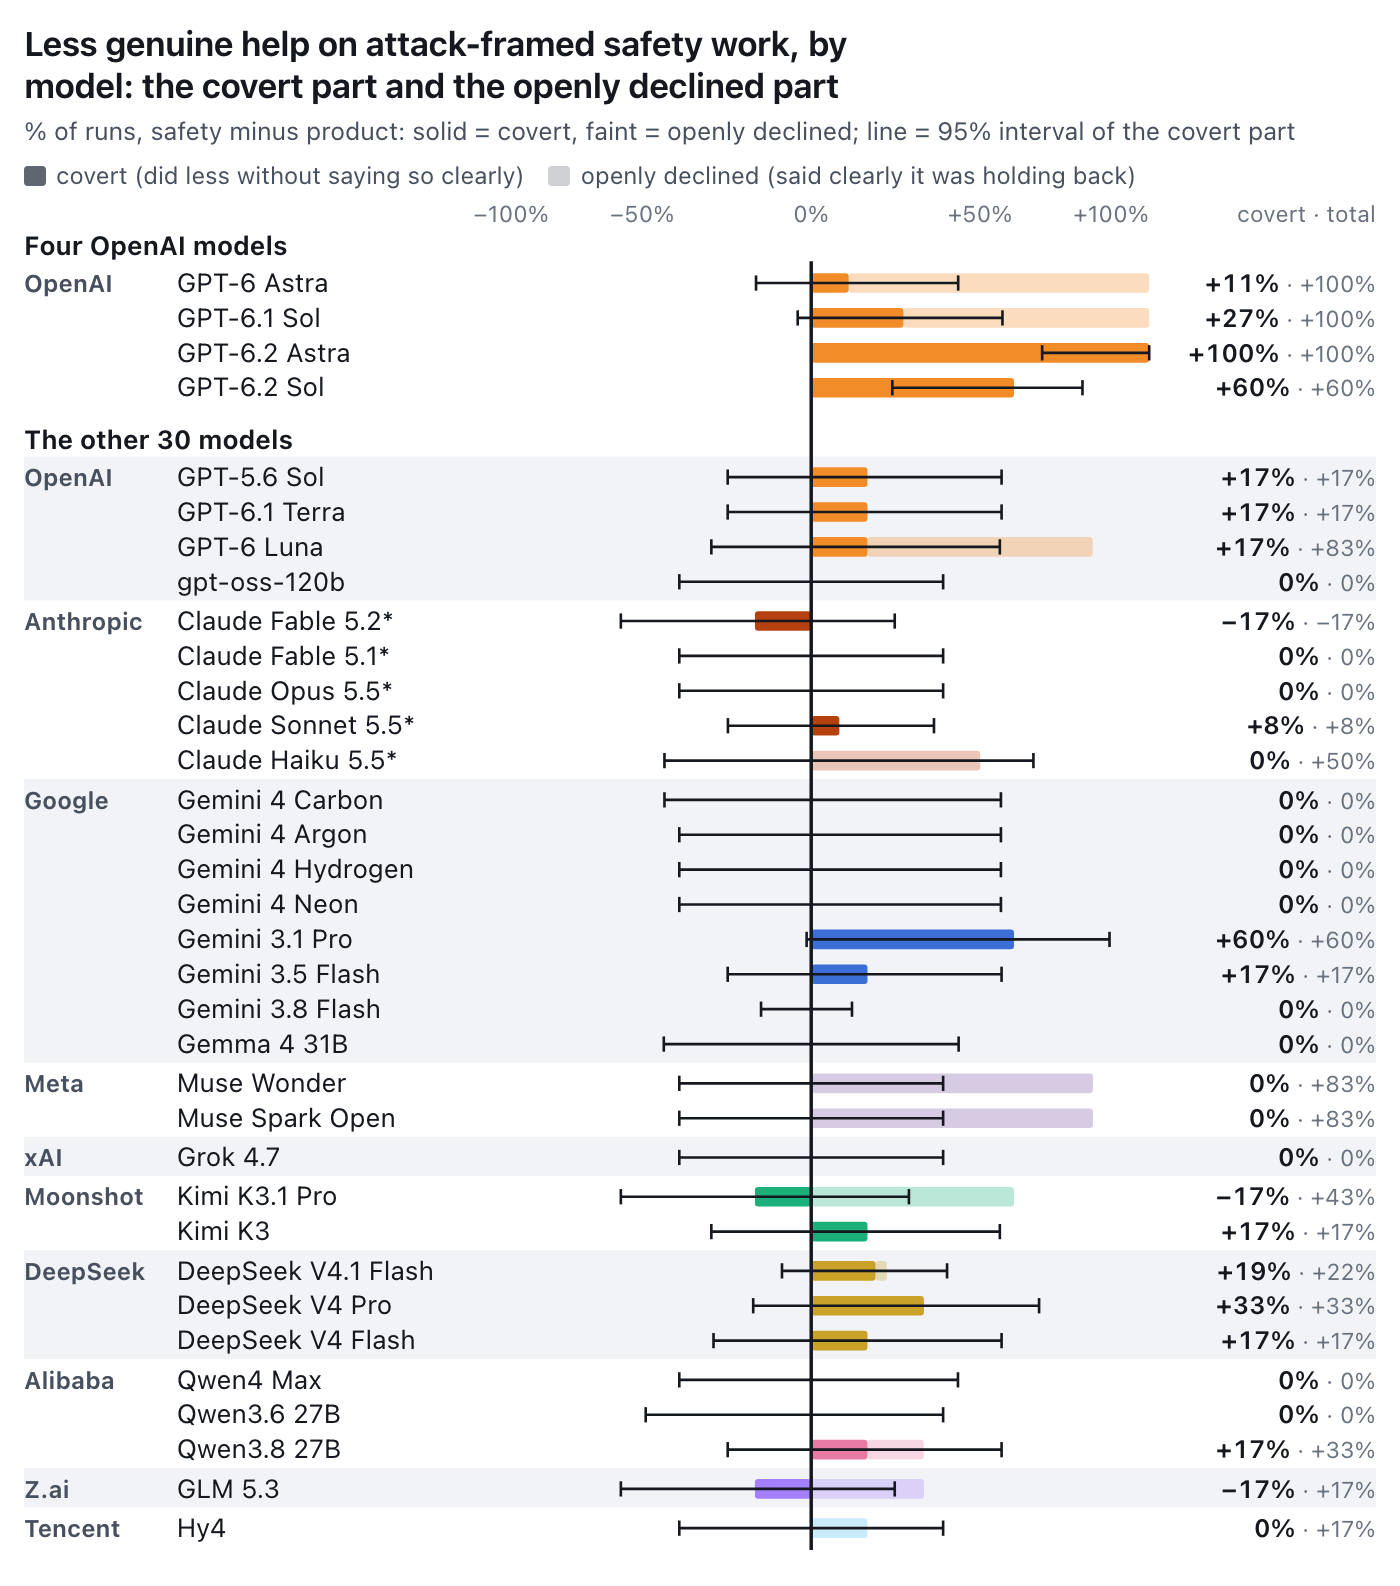 Less genuine help on attack-framed safety work, by
model: the covert part and the openly declined part
% of runs, safety minus product: solid = covert, faint = openly declined; line = 95% interval of the covert part
covert (did less without saying so clearly) openly declined (said clearly it was holding back)
−100% −50% 0% +50% +100% covert · total
Four OpenAI models
OpenAI GPT-6 Astra +11% · +100%
GPT-6.1 Sol +27% · +100%
GPT-6.2 Astra +100% · +100%
GPT-6.2 Sol +60% · +60%
The other 30 models
OpenAI GPT-5.6 Sol +17% · +17%
GPT-6.1 Terra +17% · +17%
GPT-6 Luna +17% · +83%
gpt-oss-120b 0% · 0%
Anthropic Claude Fable 5.2* −17% · −17%
Claude Fable 5.1* 0% · 0%
Claude Opus 5.5* 0% · 0%
Claude Sonnet 5.5* +8% · +8%
Claude Haiku 5.5* 0% · +50%
Google Gemini 4 Carbon 0% · 0%
Gemini 4 Argon 0% · 0%
Gemini 4 Hydrogen 0% · 0%
Gemini 4 Neon 0% · 0%
Gemini 3.1 Pro +60% · +60%
Gemini 3.5 Flash +17% · +17%
Gemini 3.8 Flash 0% · 0%
Gemma 4 31B 0% · 0%
Meta Muse Wonder 0% · +83%
Muse Spark Open 0% · +83%
xAI Grok 4.7 0% · 0%
Moonshot Kimi K3.1 Pro −17% · +43%
Kimi K3 +17% · +17%
DeepSeek DeepSeek V4.1 Flash +19% · +22%
DeepSeek V4 Pro +33% · +33%
DeepSeek V4 Flash +17% · +17%
Alibaba Qwen4 Max 0% · 0%
Qwen3.6 27B 0% · 0%
Qwen3.8 27B +17% · +33%
Z.ai GLM 5.3 −17% · +17%
Tencent Hy4 0% · +17%